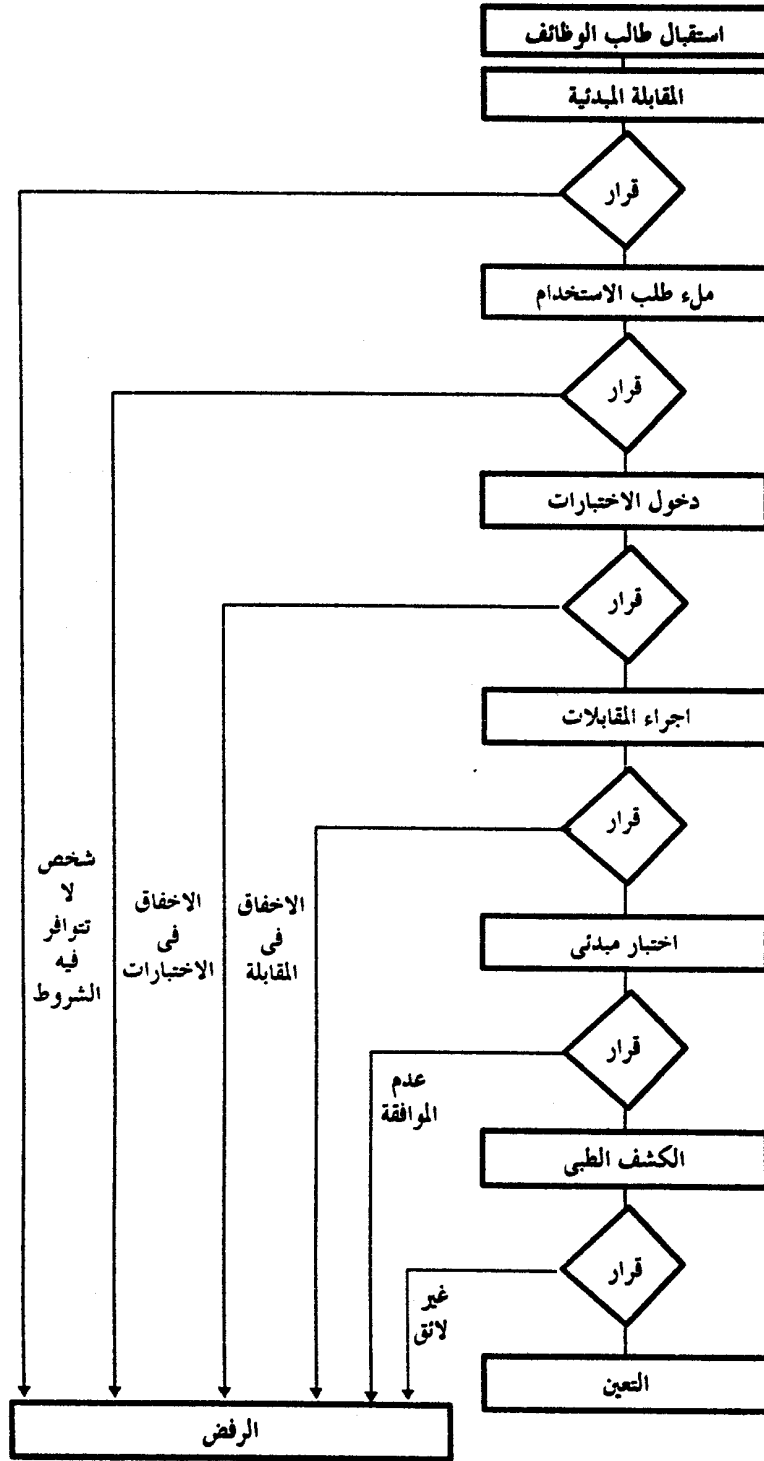 استقبال طالب الوظائف
المقابلة المبدئية
قرار
ملء طلب الاستخدام
قرار
دخول الاختبارات
قرار
اجراء المقابلات
قرار
اختبار مبدئى
قرار
الكشف الطبى
قرار
التعين
شخص
لا
تتوافر
فيه
الشروط
الاخفاق
فى
الاختبارات
الاخفاق
فى
المقابلة
عدم
الموافقة
غير
لائق
الرفض